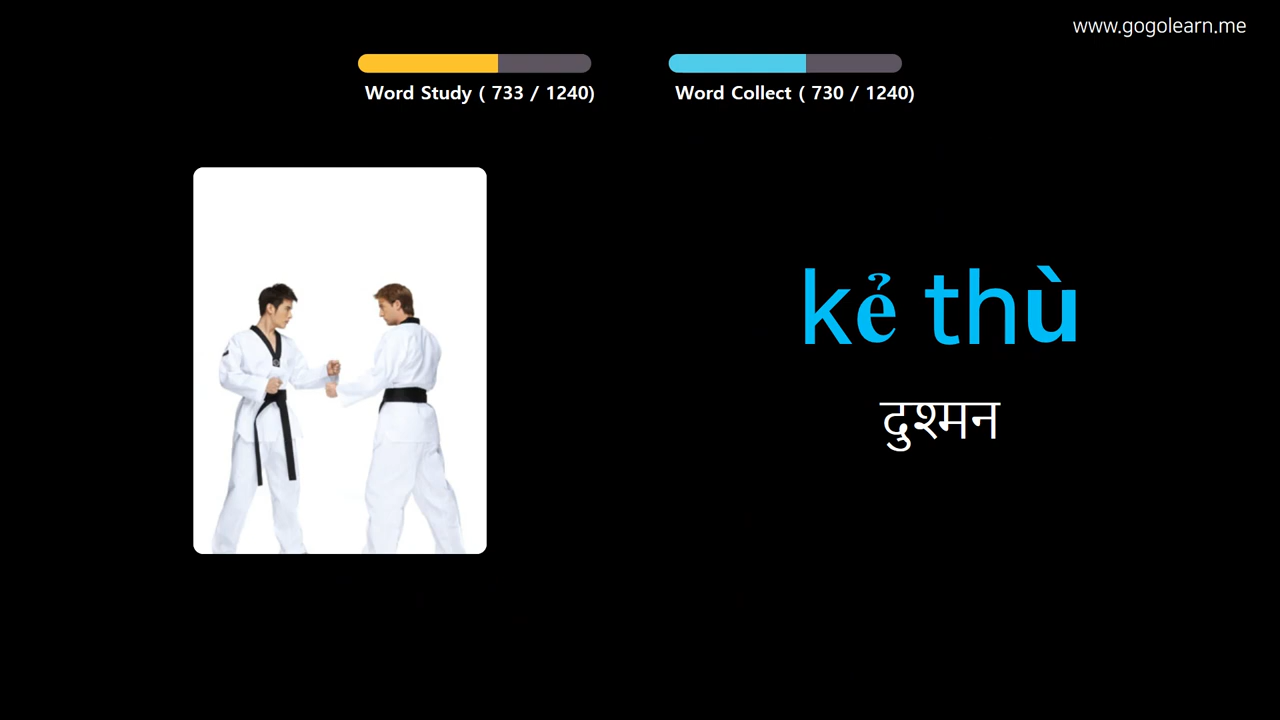 www.gogolearn.me
Word Study ( 733 / 1240)
Word Collect ( 730 / 1240)
kẻ thù
दुश्मन